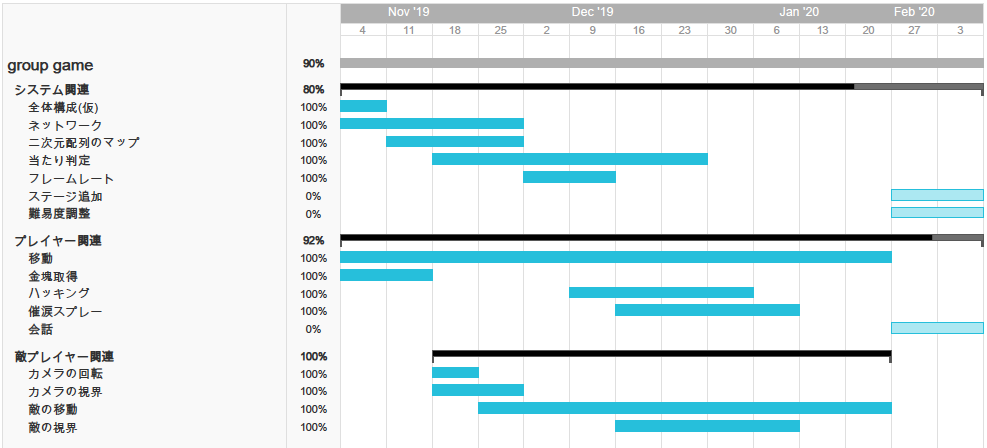 Nov '19 Dec '19 Jan '20 Feb '20
4 11 18 25 2 9 16 23 30 6 13 20 27 3
group game 90%
システム関連 80%
全体構成(仮) 100%
ネットワーク 100%
二次元配列のマップ 100%
当たり判定 100%
フレームレート 100%
ステージ追加 0%
難易度調整 0%
プレイヤー関連 92%
移動 100%
金塊取得 100%
ハッキング 100%
催涙スプレー 100%
会話 0%
敵プレイヤー関連 100%
カメラの回転 100%
カメラの視界 100%
敵の移動 100%
敵の視界 100%